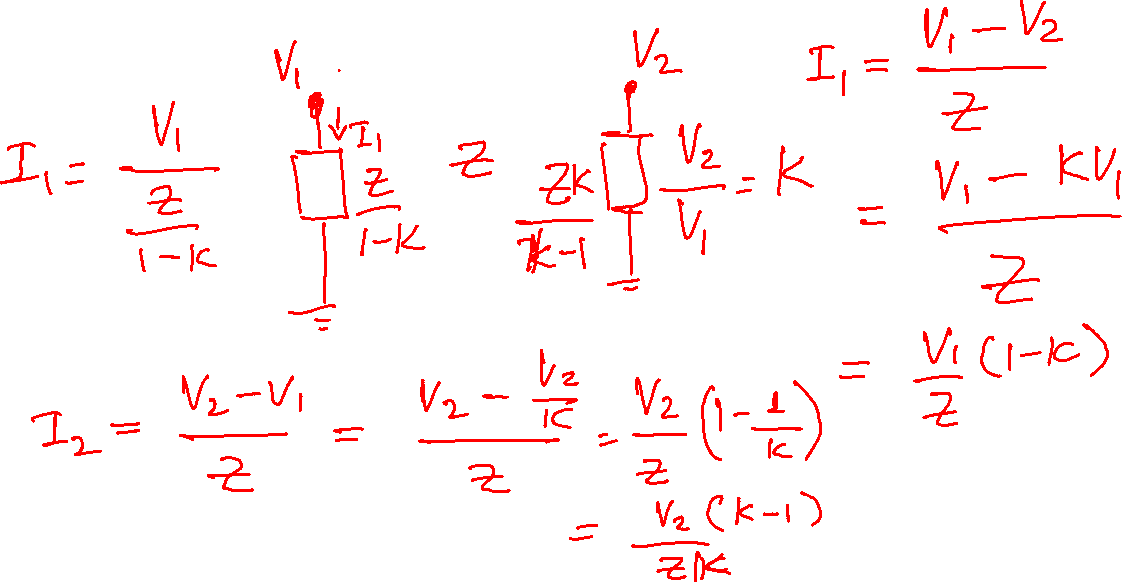 I₁ = V₁ / (Z / (1-K))
V₁
I₁
Z / (1-K)
Z
V₂
ZK / (K-1)
V₂ / V₁ = K
I₁ = (V₁ - V₂) / Z
= (V₁ - KV₁) / Z
= V₁ / Z (1-K)
I₂ = (V₂ - V₁) / Z = (V₂ - V₂ / K) / Z = V₂ / Z (1 - 1 / K)
= V₂ (K-1) / ZK